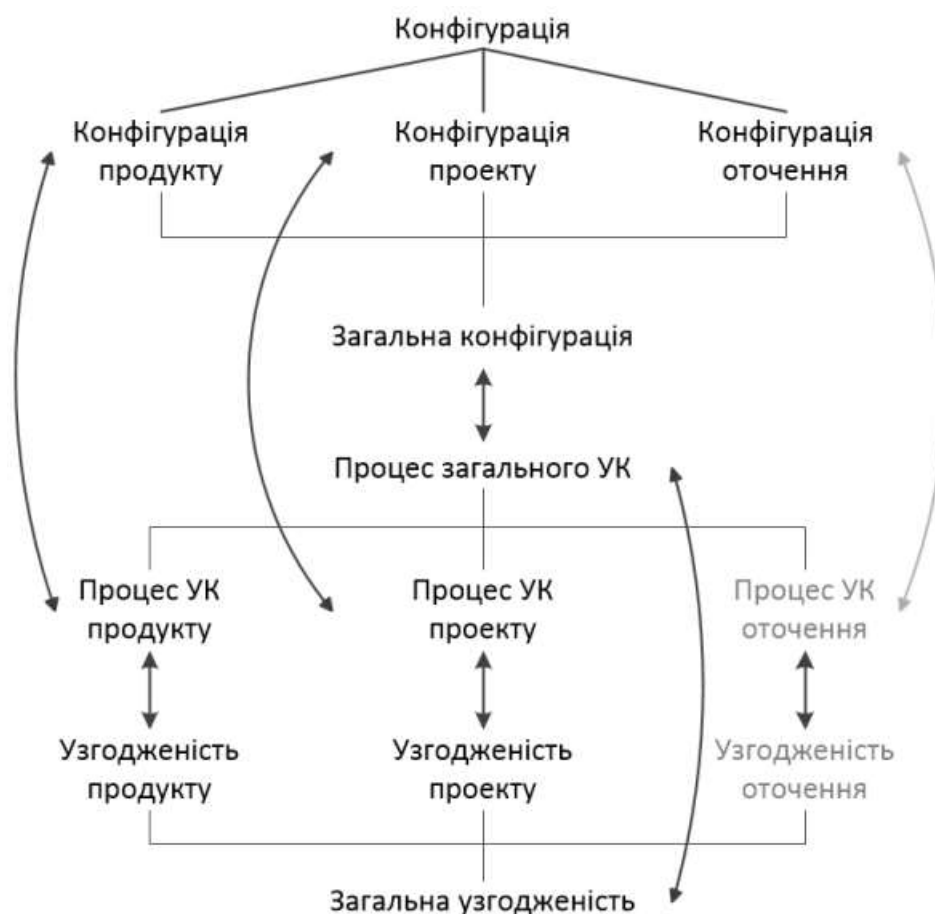 Конфігурація
Конфігурація
продукту
Конфігурація
проекту
Конфігурація
оточення
Загальна конфігурація
Процес загального УК
Процес УК
продукту
Процес УК
проекту
Процес УК
оточення
Узгодженість
продукту
Узгодженість
проекту
Узгодженість
оточення
Загальна узгодженість